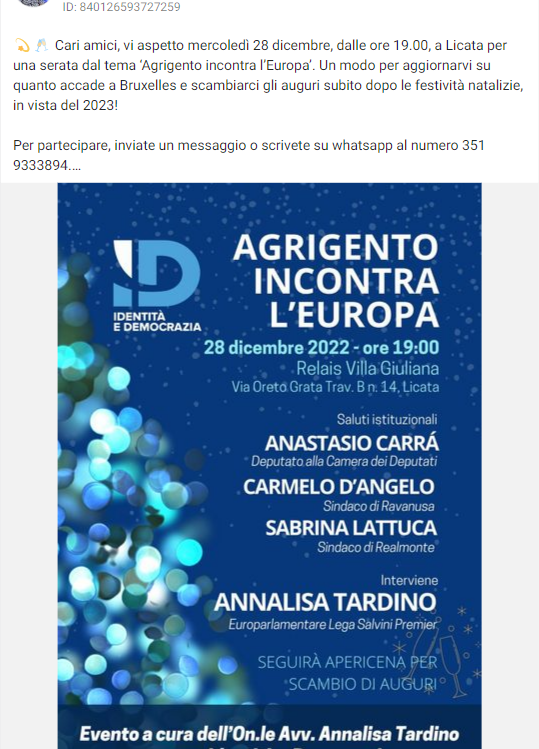 ID: 840126593727259
💫 🥂 Cari amici, vi aspetto mercoledì 28 dicembre, dalle ore 19.00, a Licata per
una serata dal tema ‘Agrigento incontra l’Europa’. Un modo per aggiornarvi su
quanto accade a Bruxelles e scambiarci gli auguri subito dopo le festività natalizie,
in vista del 2023!
Per partecipare, inviate un messaggio o scrivete su whatsapp al numero 351
9333894....
ID
IDENTITÀ
E DEMOCRAZIA
AGRIGENTO
INCONTRA
L’EUROPA
28 dicembre 2022 - ore 19:00
Relais Villa Giuliana
Via Oreto Grata Trav. B n. 14, Licata
Saluti istituzionali
ANASTASIO CARRÁ
Deputato alla Camera dei Deputati
CARMELO D’ANGELO
Sindaco di Ravanusa
SABRINA LATTUCA
Sindaco di Realmonte
Interviene
ANNALISA TARDINO
Europarlamentare Lega Salvini Premier
SEGUIRÀ APERICENA PER
SCAMBIO DI AUGURI
Evento a cura dell’On.le Avv. Annalisa Tardino